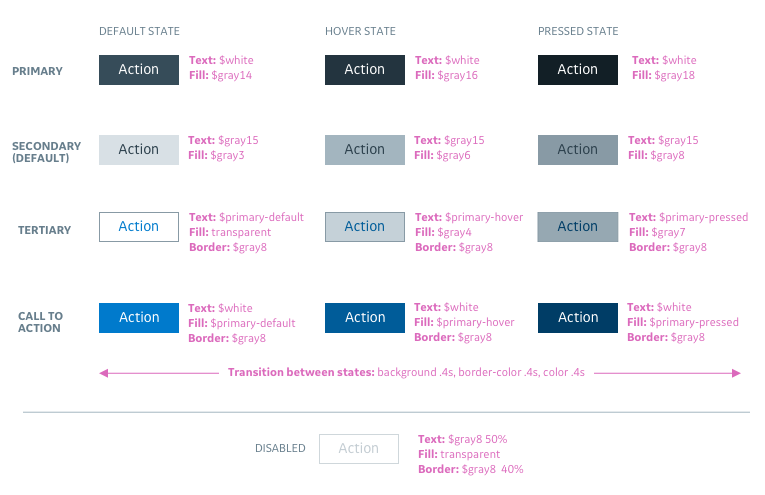 DEFAULT STATE HOVER STATE PRESSED STATE
PRIMARY
Action
Text: $white
Fill: $gray14
Action
Text: $white
Fill: $gray16
Action
Text: $white
Fill: $gray18
SECONDARY
(DEFAULT)
Action
Text: $gray15
Fill: $gray3
Action
Text: $gray15
Fill: $gray6
Action
Text: $gray15
Fill: $gray8
TERTIARY
Action
Text: $primary-default
Fill: transparent
Border: $gray8
Action
Text: $primary-hover
Fill: $gray4
Border: $gray8
Action
Text: $primary-pressed
Fill: $gray7
Border: $gray8
CALL TO
ACTION
Action
Text: $white
Fill: $primary-default
Border: $gray8
Action
Text: $white
Fill: $primary-hover
Border: $gray8
Action
Text: $white
Fill: $primary-pressed
Border: $gray8
Transition between states: background .4s, border-color .4s, color .4s
DISABLED
Action
Text: $gray8 50%
Fill: transparent
Border: $gray8 40%